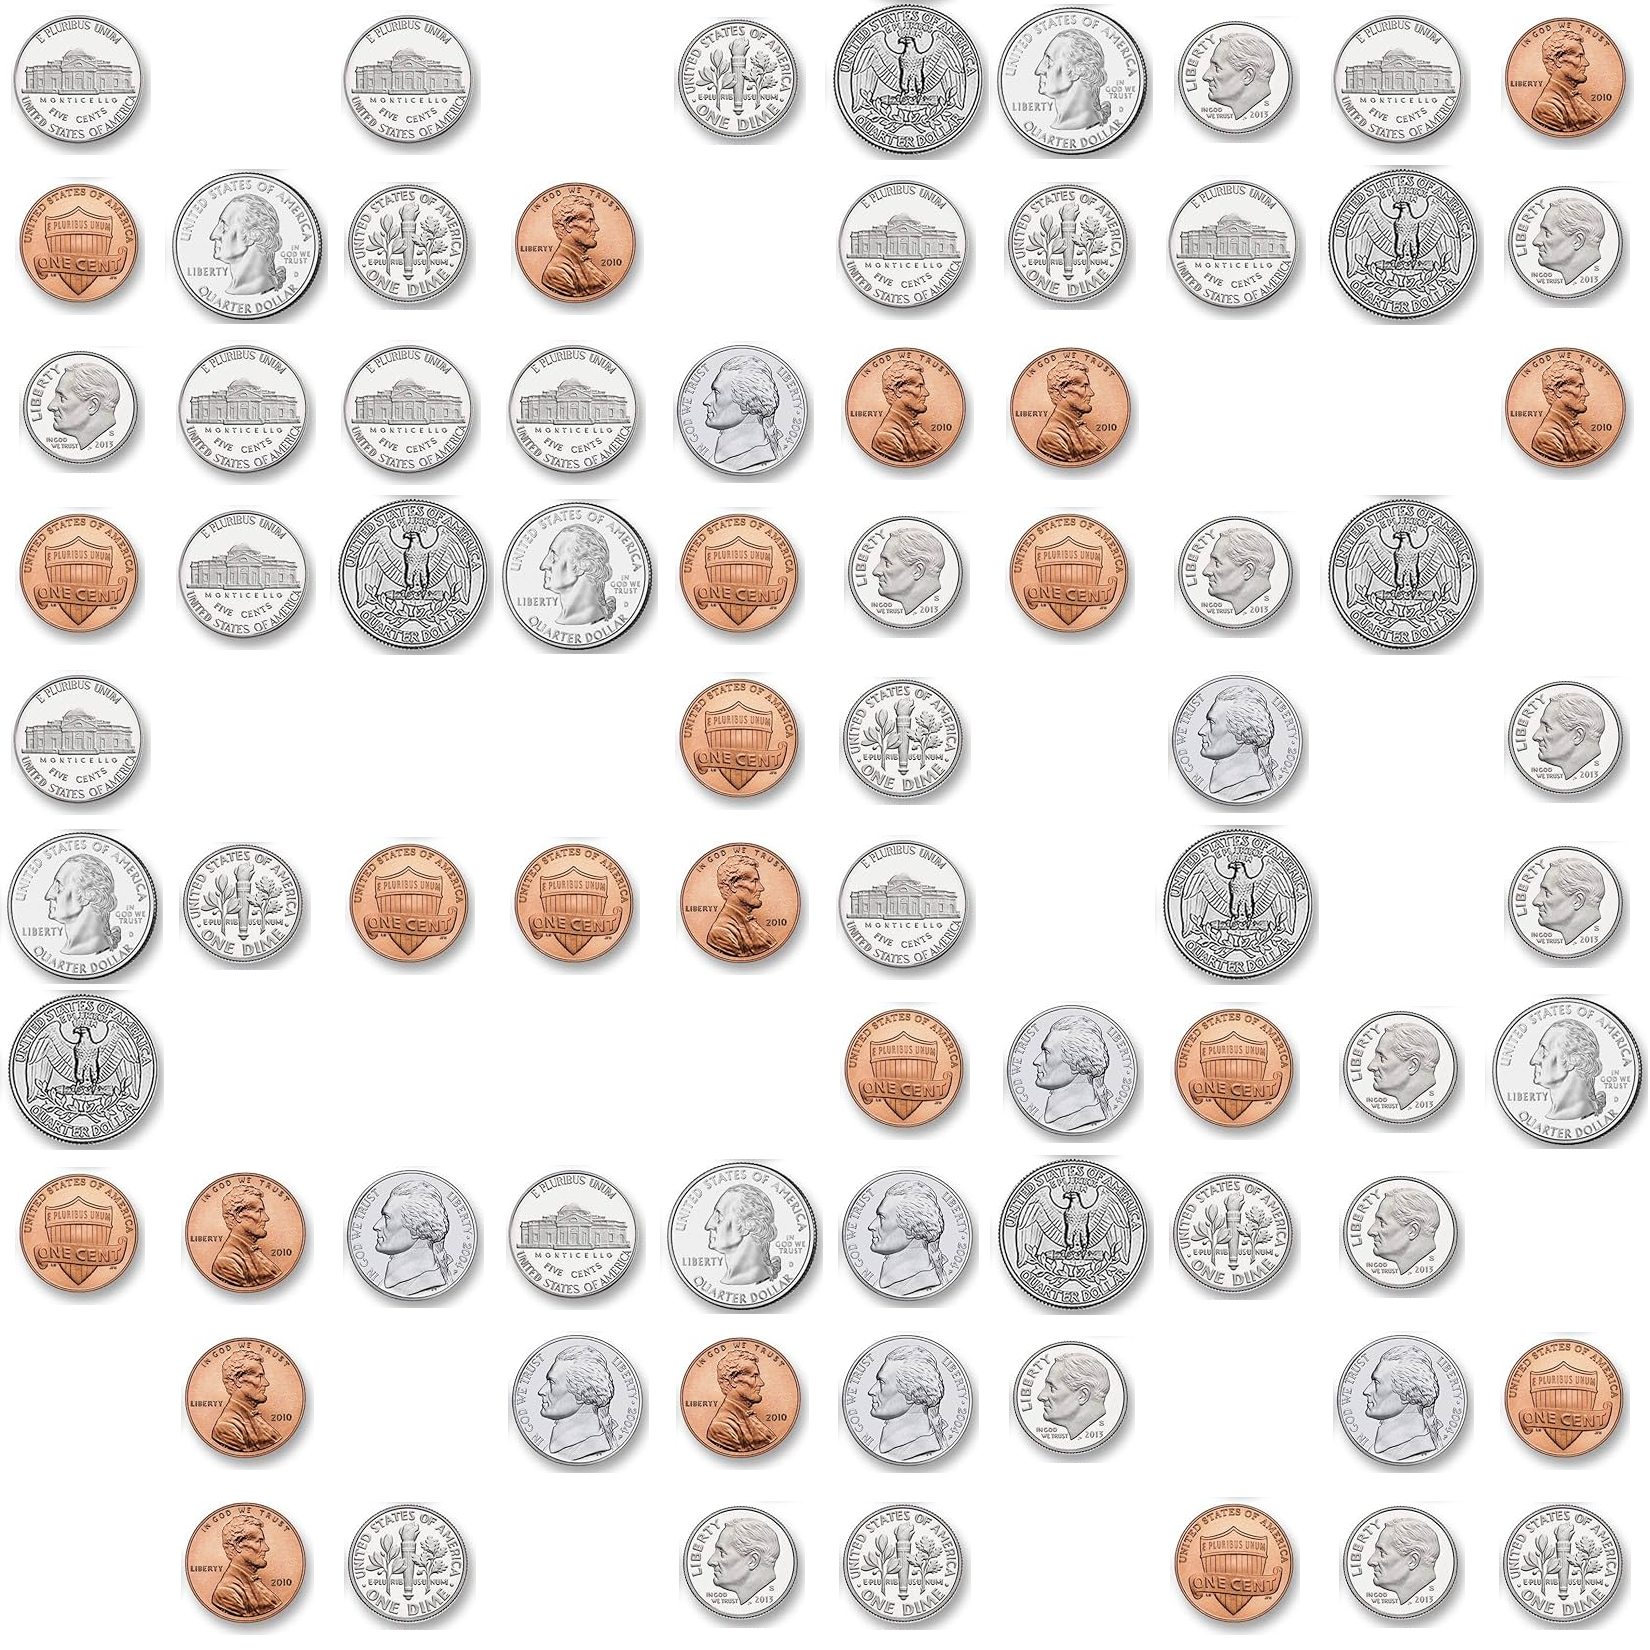 E PLURIBUS UNUM MONTICELLO FIVE CENTS UNITED STATES OF AMERICA
E PLURIBUS UNUM MONTICELLO FIVE CENTS UNITED STATES OF AMERICA
UNITED STATES OF AMERICA E PLURIBUS UNUM ONE DIME
UNITED STATES OF AMERICA E PLURIBUS UNUM QUARTER DOLLAR
UNITED STATES OF AMERICA LIBERTY IN GOD WE TRUST D QUARTER DOLLAR
LIBERTY IN GOD WE TRUST S 2013
E PLURIBUS UNUM MONTICELLO FIVE CENTS UNITED STATES OF AMERICA
IN GOD WE TRUST LIBERTY 2010
UNITED STATES OF AMERICA E PLURIBUS UNUM ONE CENT
UNITED STATES OF AMERICA LIBERTY IN GOD WE TRUST D QUARTER DOLLAR
UNITED STATES OF AMERICA E PLURIBUS UNUM ONE DIME
IN GOD WE TRUST LIBERTY 2010
E PLURIBUS UNUM MONTICELLO FIVE CENTS UNITED STATES OF AMERICA
UNITED STATES OF AMERICA E PLURIBUS UNUM ONE DIME
E PLURIBUS UNUM MONTICELLO FIVE CENTS UNITED STATES OF AMERICA
UNITED STATES OF AMERICA E PLURIBUS UNUM QUARTER DOLLAR
LIBERTY IN GOD WE TRUST S 2013
LIBERTY IN GOD WE TRUST S 2013
E PLURIBUS UNUM MONTICELLO FIVE CENTS UNITED STATES OF AMERICA
E PLURIBUS UNUM MONTICELLO FIVE CENTS UNITED STATES OF AMERICA
E PLURIBUS UNUM MONTICELLO FIVE CENTS UNITED STATES OF AMERICA
IN GOD WE TRUST LIBERTY · 2004
IN GOD WE TRUST LIBERTY 2010
IN GOD WE TRUST LIBERTY 2010
IN GOD WE TRUST LIBERTY 2010
UNITED STATES OF AMERICA E PLURIBUS UNUM ONE CENT
E PLURIBUS UNUM MONTICELLO FIVE CENTS UNITED STATES OF AMERICA
UNITED STATES OF AMERICA E PLURIBUS UNUM QUARTER DOLLAR
UNITED STATES OF AMERICA LIBERTY IN GOD WE TRUST D QUARTER DOLLAR
UNITED STATES OF AMERICA E PLURIBUS UNUM ONE CENT
LIBERTY IN GOD WE TRUST S 2013
UNITED STATES OF AMERICA E PLURIBUS UNUM ONE CENT
LIBERTY IN GOD WE TRUST S 2013
UNITED STATES OF AMERICA E PLURIBUS UNUM QUARTER DOLLAR
E PLURIBUS UNUM MONTICELLO FIVE CENTS UNITED STATES OF AMERICA
UNITED STATES OF AMERICA E PLURIBUS UNUM ONE CENT
UNITED STATES OF AMERICA E PLURIBUS UNUM ONE DIME
IN GOD WE TRUST LIBERTY · 2004
LIBERTY IN GOD WE TRUST S 2013
UNITED STATES OF AMERICA LIBERTY IN GOD WE TRUST D QUARTER DOLLAR
UNITED STATES OF AMERICA E PLURIBUS UNUM ONE DIME
UNITED STATES OF AMERICA E PLURIBUS UNUM ONE CENT
UNITED STATES OF AMERICA E PLURIBUS UNUM ONE CENT
IN GOD WE TRUST LIBERTY 2010
E PLURIBUS UNUM MONTICELLO FIVE CENTS UNITED STATES OF AMERICA
UNITED STATES OF AMERICA E PLURIBUS UNUM QUARTER DOLLAR
LIBERTY IN GOD WE TRUST S 2013
UNITED STATES OF AMERICA E PLURIBUS UNUM QUARTER DOLLAR
UNITED STATES OF AMERICA E PLURIBUS UNUM ONE CENT
IN GOD WE TRUST LIBERTY · 2004
UNITED STATES OF AMERICA E PLURIBUS UNUM ONE CENT
LIBERTY IN GOD WE TRUST S 2013
UNITED STATES OF AMERICA LIBERTY IN GOD WE TRUST D QUARTER DOLLAR
UNITED STATES OF AMERICA E PLURIBUS UNUM ONE CENT
IN GOD WE TRUST LIBERTY 2010
IN GOD WE TRUST LIBERTY · 2004
E PLURIBUS UNUM MONTICELLO FIVE CENTS UNITED STATES OF AMERICA
UNITED STATES OF AMERICA LIBERTY IN GOD WE TRUST D QUARTER DOLLAR
IN GOD WE TRUST LIBERTY · 2004
UNITED STATES OF AMERICA E PLURIBUS UNUM QUARTER DOLLAR
UNITED STATES OF AMERICA E PLURIBUS UNUM ONE DIME
LIBERTY IN GOD WE TRUST S 2013
IN GOD WE TRUST LIBERTY 2010
IN GOD WE TRUST LIBERTY · 2004
IN GOD WE TRUST LIBERTY 2010
IN GOD WE TRUST LIBERTY · 2004
LIBERTY IN GOD WE TRUST S 2013
IN GOD WE TRUST LIBERTY · 2004
UNITED STATES OF AMERICA E PLURIBUS UNUM ONE CENT
IN GOD WE TRUST LIBERTY 2010
UNITED STATES OF AMERICA E PLURIBUS UNUM ONE DIME
LIBERTY IN GOD WE TRUST S 2013
UNITED STATES OF AMERICA E PLURIBUS UNUM ONE DIME
UNITED STATES OF AMERICA E PLURIBUS UNUM ONE CENT
LIBERTY IN GOD WE TRUST S 2013
UNITED STATES OF AMERICA E PLURIBUS UNUM ONE DIME